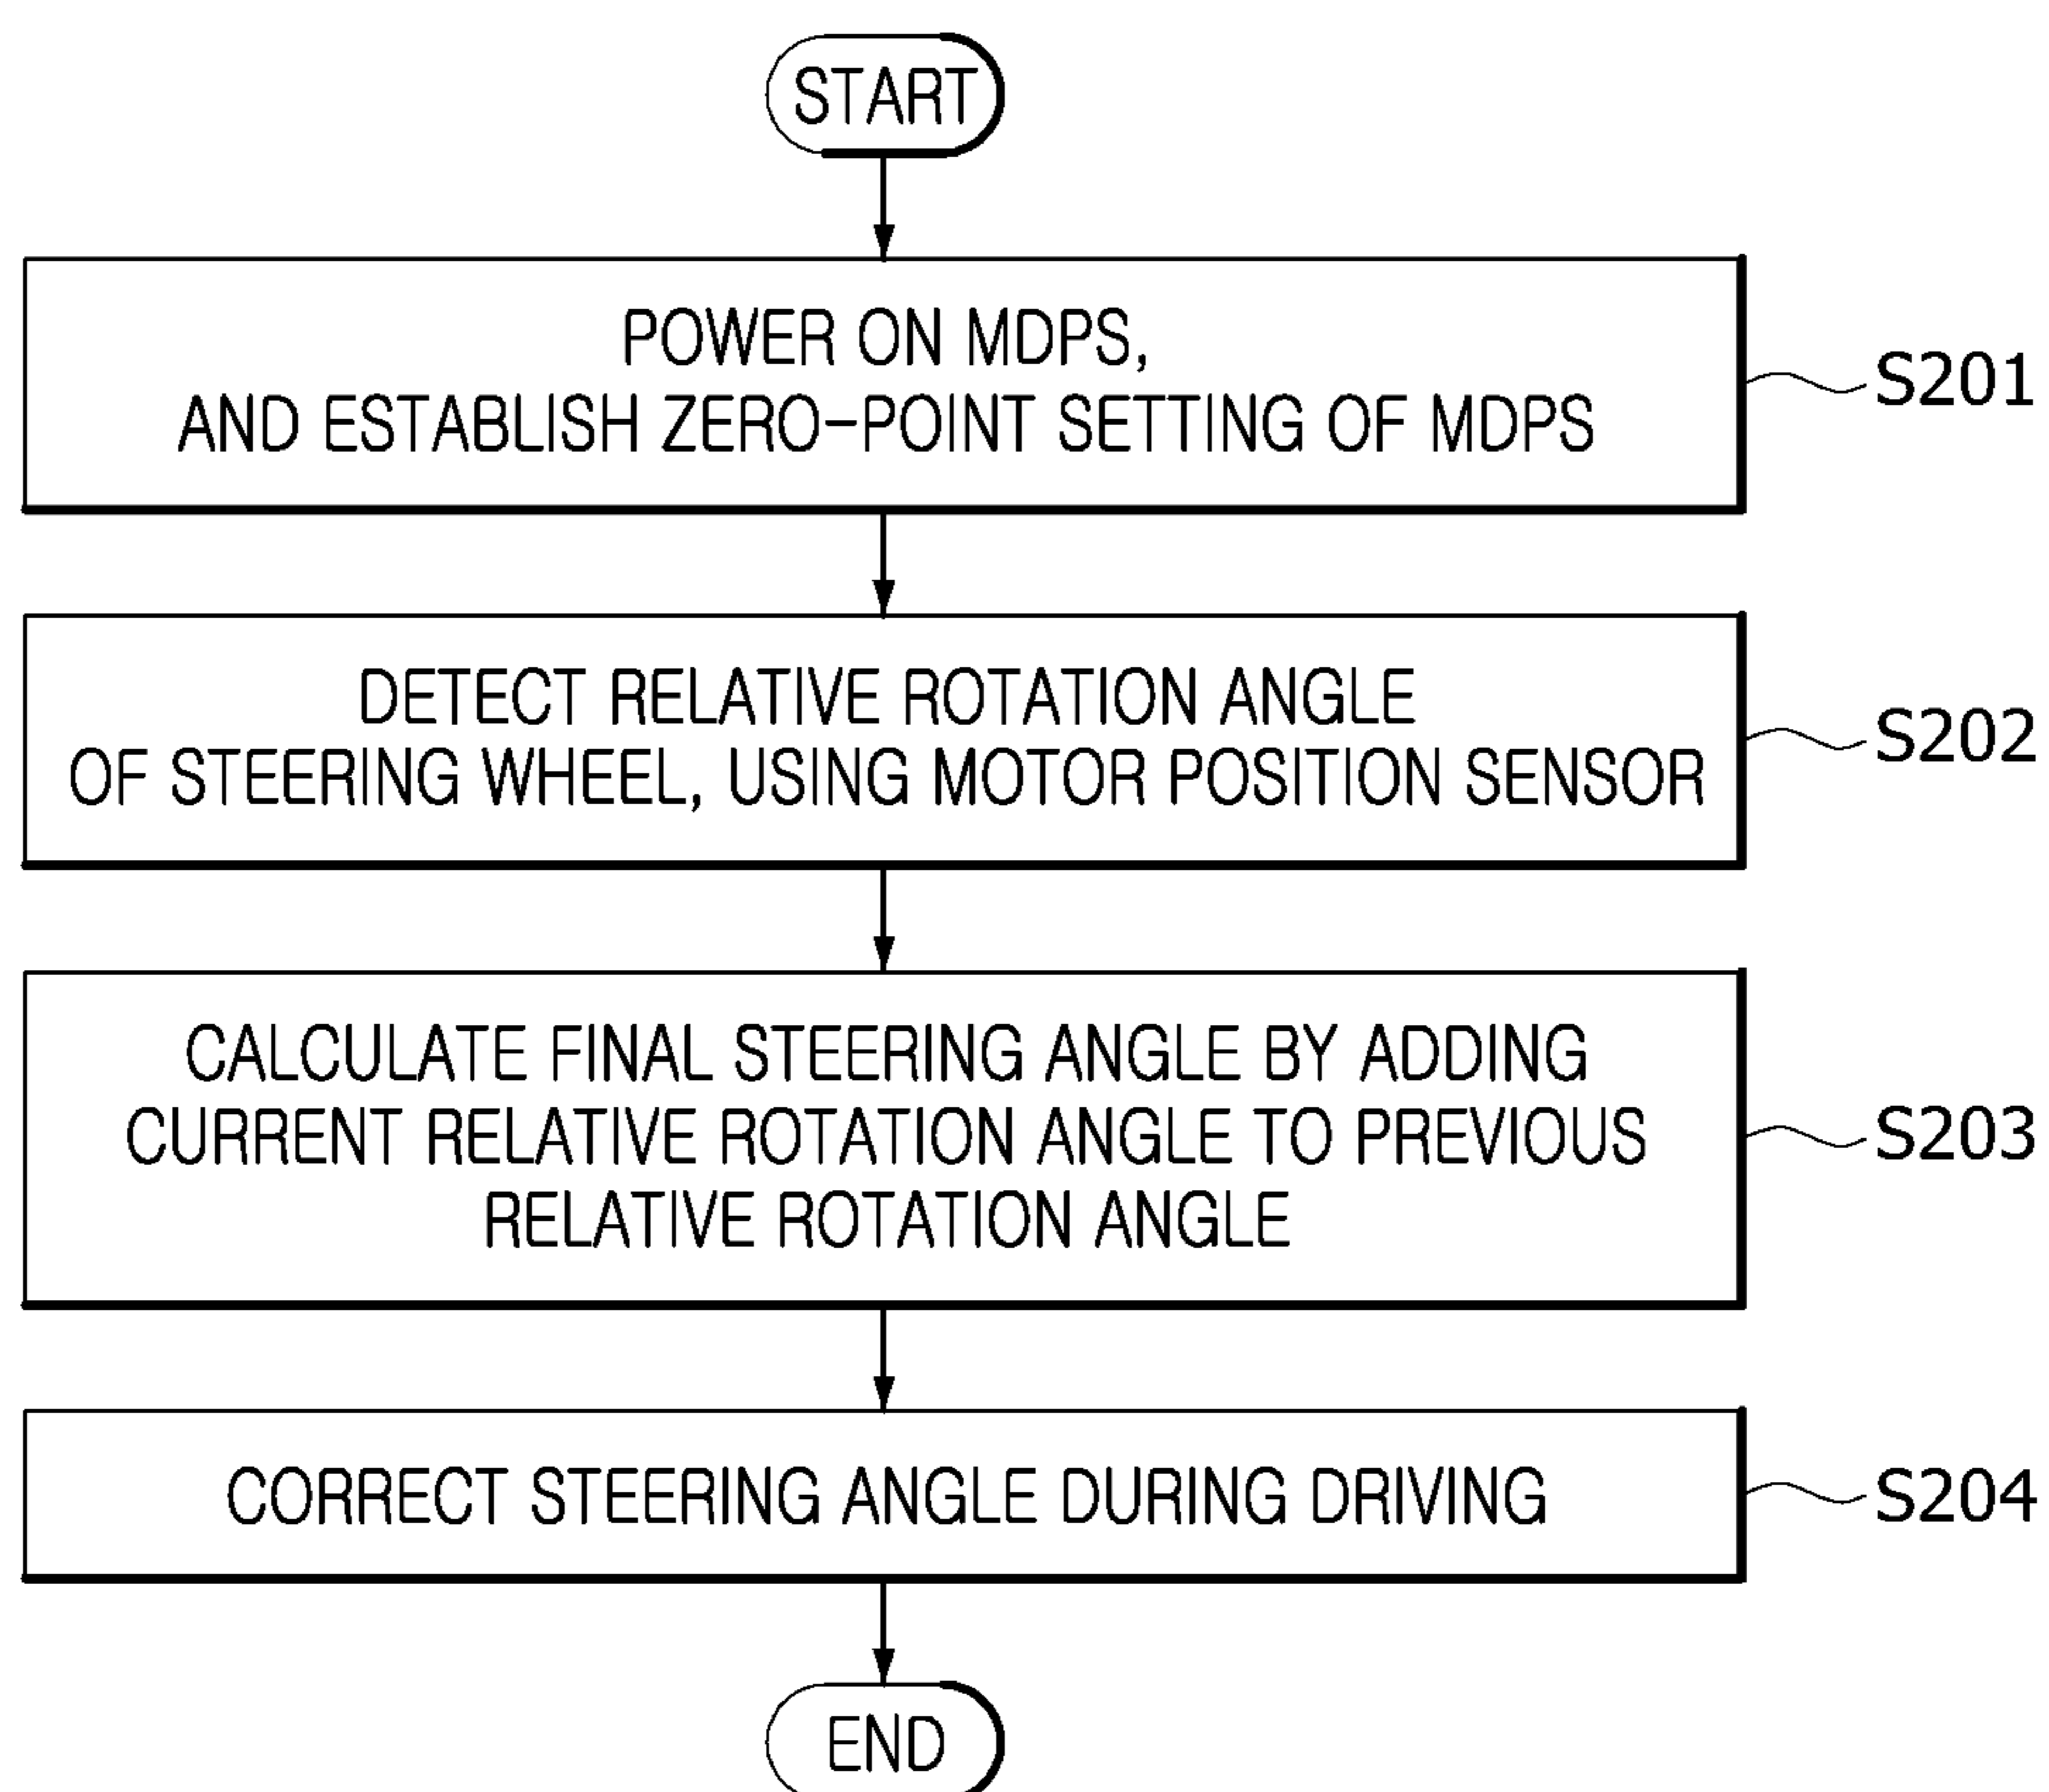 START
POWER ON MDPS,
AND ESTABLISH ZERO-POINT SETTING OF MDPS
S201
DETECT RELATIVE ROTATION ANGLE
OF STEERING WHEEL, USING MOTOR POSITION SENSOR
S202
CALCULATE FINAL STEERING ANGLE BY ADDING
CURRENT RELATIVE ROTATION ANGLE TO PREVIOUS
RELATIVE ROTATION ANGLE
S203
CORRECT STEERING ANGLE DURING DRIVING
S204
END